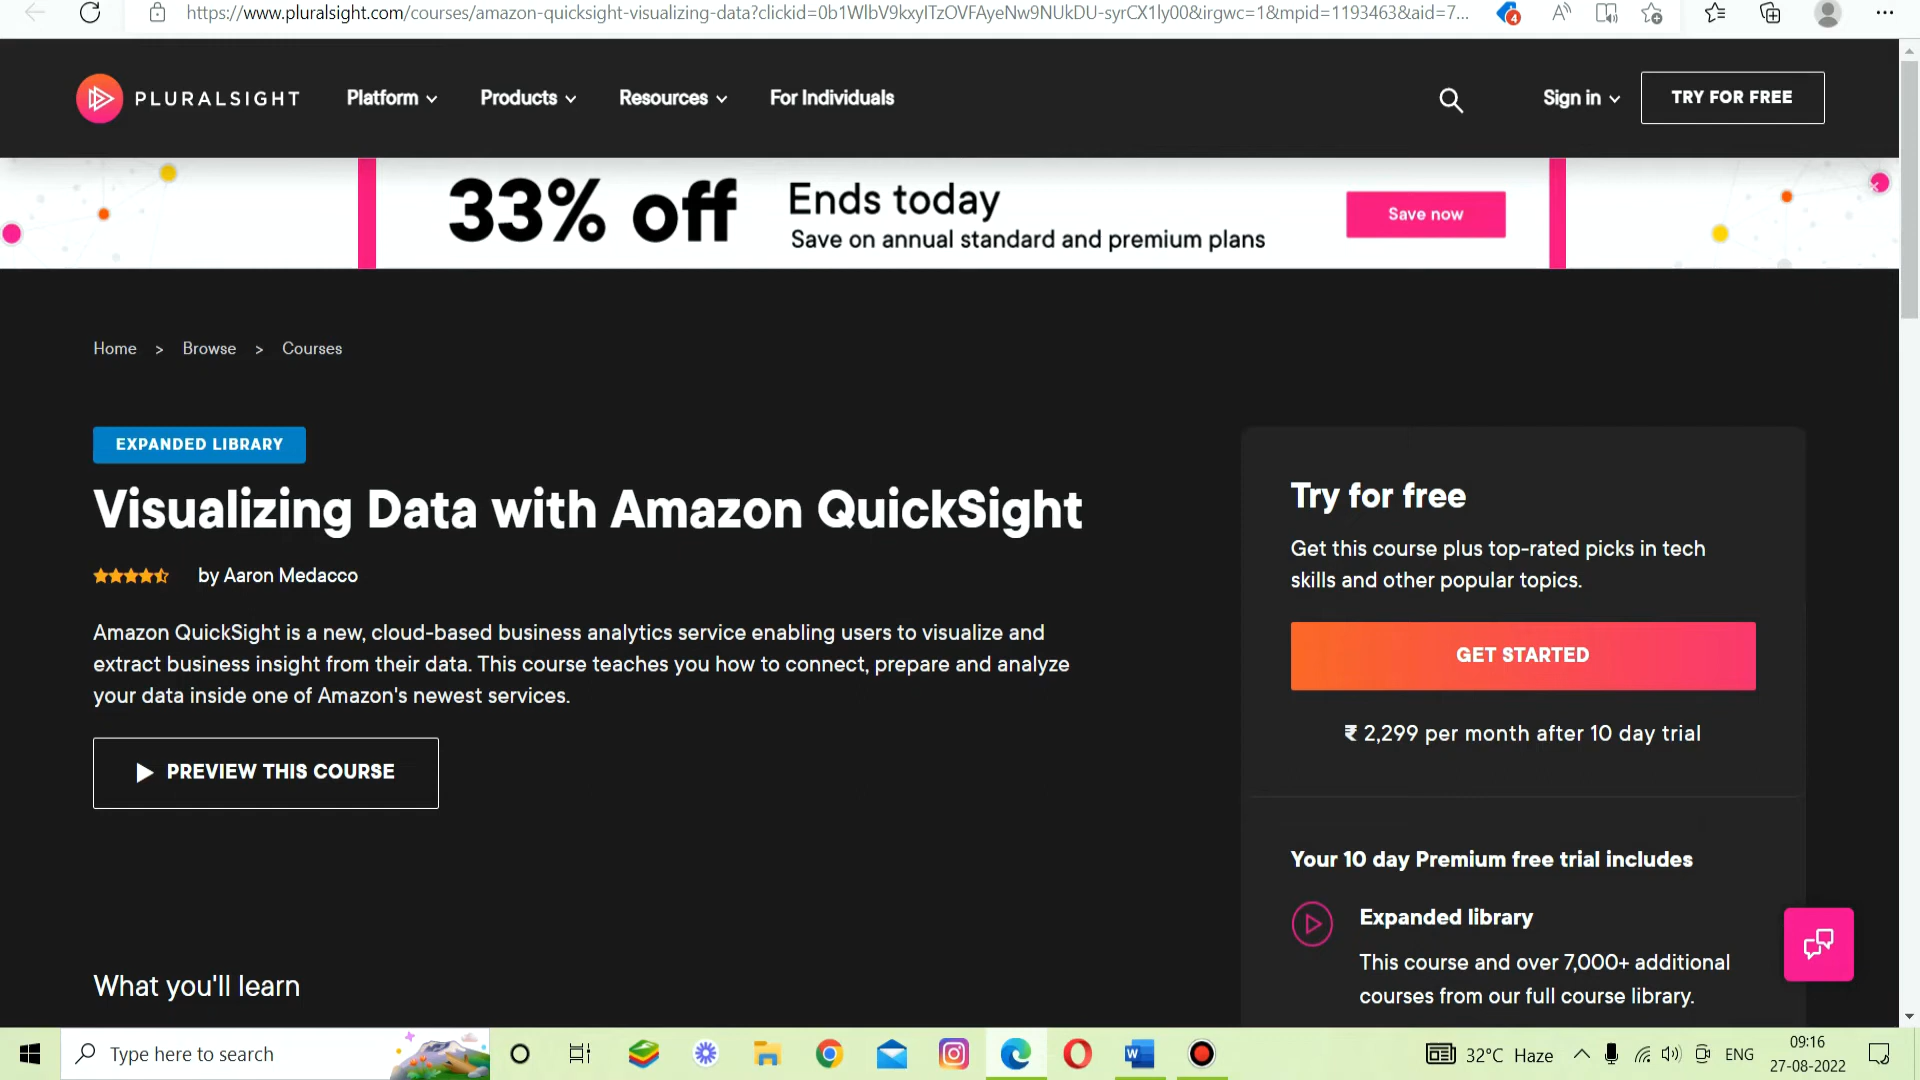 https://www.pluralsight.com/courses/amazon-quicksight-visualizing-data?clickid=0b1WlbV9kxyITzOVFAyeNw9NUkDU-syrCX1ly00&irgwc=1&mpid=1193463&aid=7...
4
PLURALSIGHT
Platform
Products
Resources
For Individuals
Sign in
TRY FOR FREE
33% off
Ends today
Save on annual standard and premium plans
Save now
Home > Browse > Courses
EXPANDED LIBRARY
Visualizing Data with Amazon QuickSight
by Aaron Medacco
Amazon QuickSight is a new, cloud-based business analytics service enabling users to visualize and
extract business insight from their data. This course teaches you how to connect, prepare and analyze
your data inside one of Amazon's newest services.
PREVIEW THIS COURSE
What you'll learn
Try for free
Get this course plus top-rated picks in tech
skills and other popular topics.
GET STARTED
₹ 2,299 per month after 10 day trial
Your 10 day Premium free trial includes
Expanded library
This course and over 7,000+ additional
courses from our full course library.
Type here to search
32°C Haze
ENG
09:16
27-08-2022